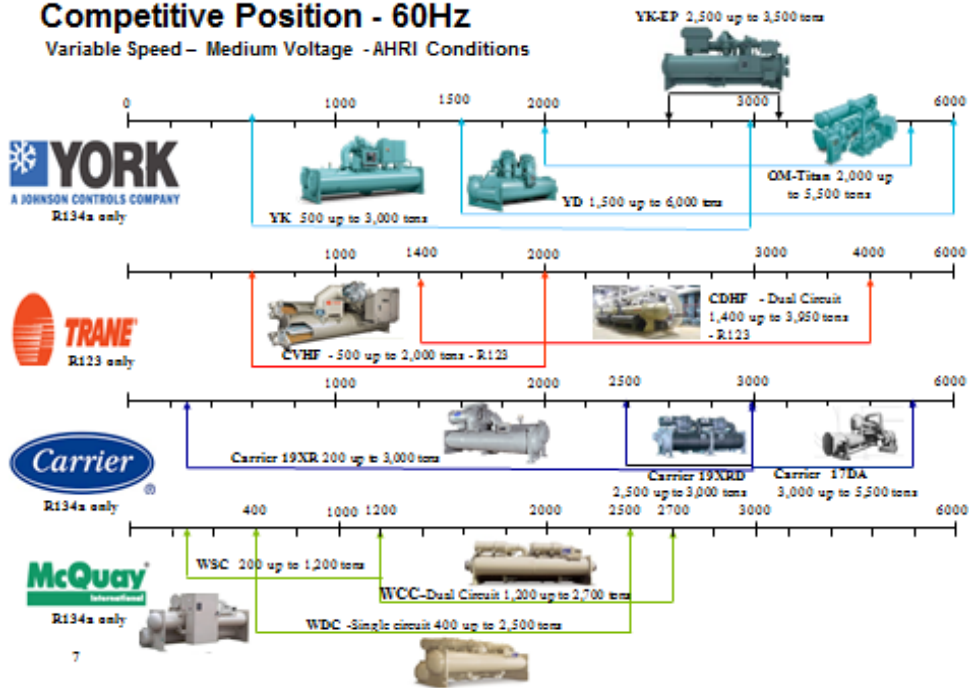 Competitive Position - 60Hz
Variable Speed – Medium Voltage - AHRI Conditions
YK-EP 2,500 up to 3,500 tons
0 1000 1500 2000 3000 6000
YORK
A JOHNSON CONTROLS COMPANY
R134a only
YK 500 up to 3,000 tons
YD 1,500 up to 6,000 tons
OM-Titan 2,000 up
to 5,500 tons
1000 1400 2000 3000 4000 6000
TRANE
R123 only
CVHF - 500 up to 2,000 tons - R123
CDHF - Dual Circuit
1,400 up to 3,950 tons
- R123
1000 2000 2500 3000 6000
Carrier
R134a only
Carrier 19XR 200 up to 3,000 tons
Carrier 19XRD
2,500 up to 3,000 tons
Carrier 17DA
3,000 up to 5,500 tons
400 1000 1200 2000 2500 2700 3000 6000
McQuay
International
R134a only
WSC 200 up to 1,200 tons
WCC-Dual Circuit 1,200 up to 2,700 tons
WDC -Single circuit 400 up to 2,500 tons
7